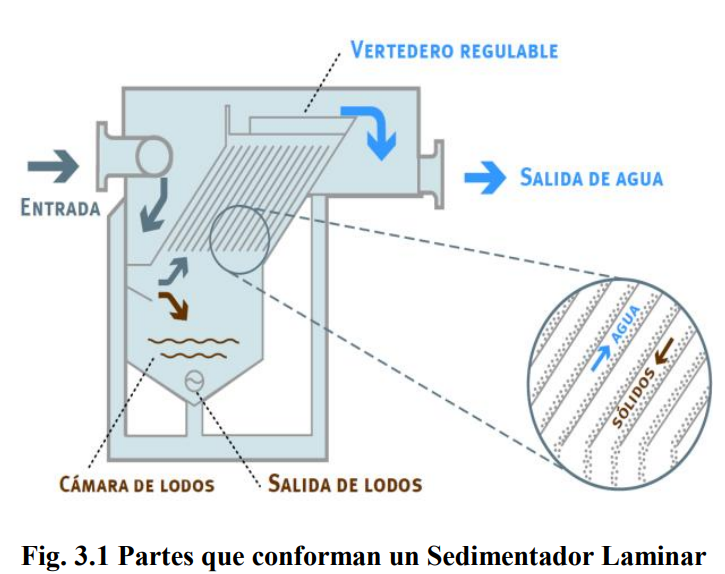 VERTEDERO REGULABLE
ENTRADA
SALIDA DE AGUA
AGUA
SÓLIDOS
CÁMARA DE LODOS
SALIDA DE LODOS
Fig. 3.1 Partes que conforman un Sedimentador Laminar